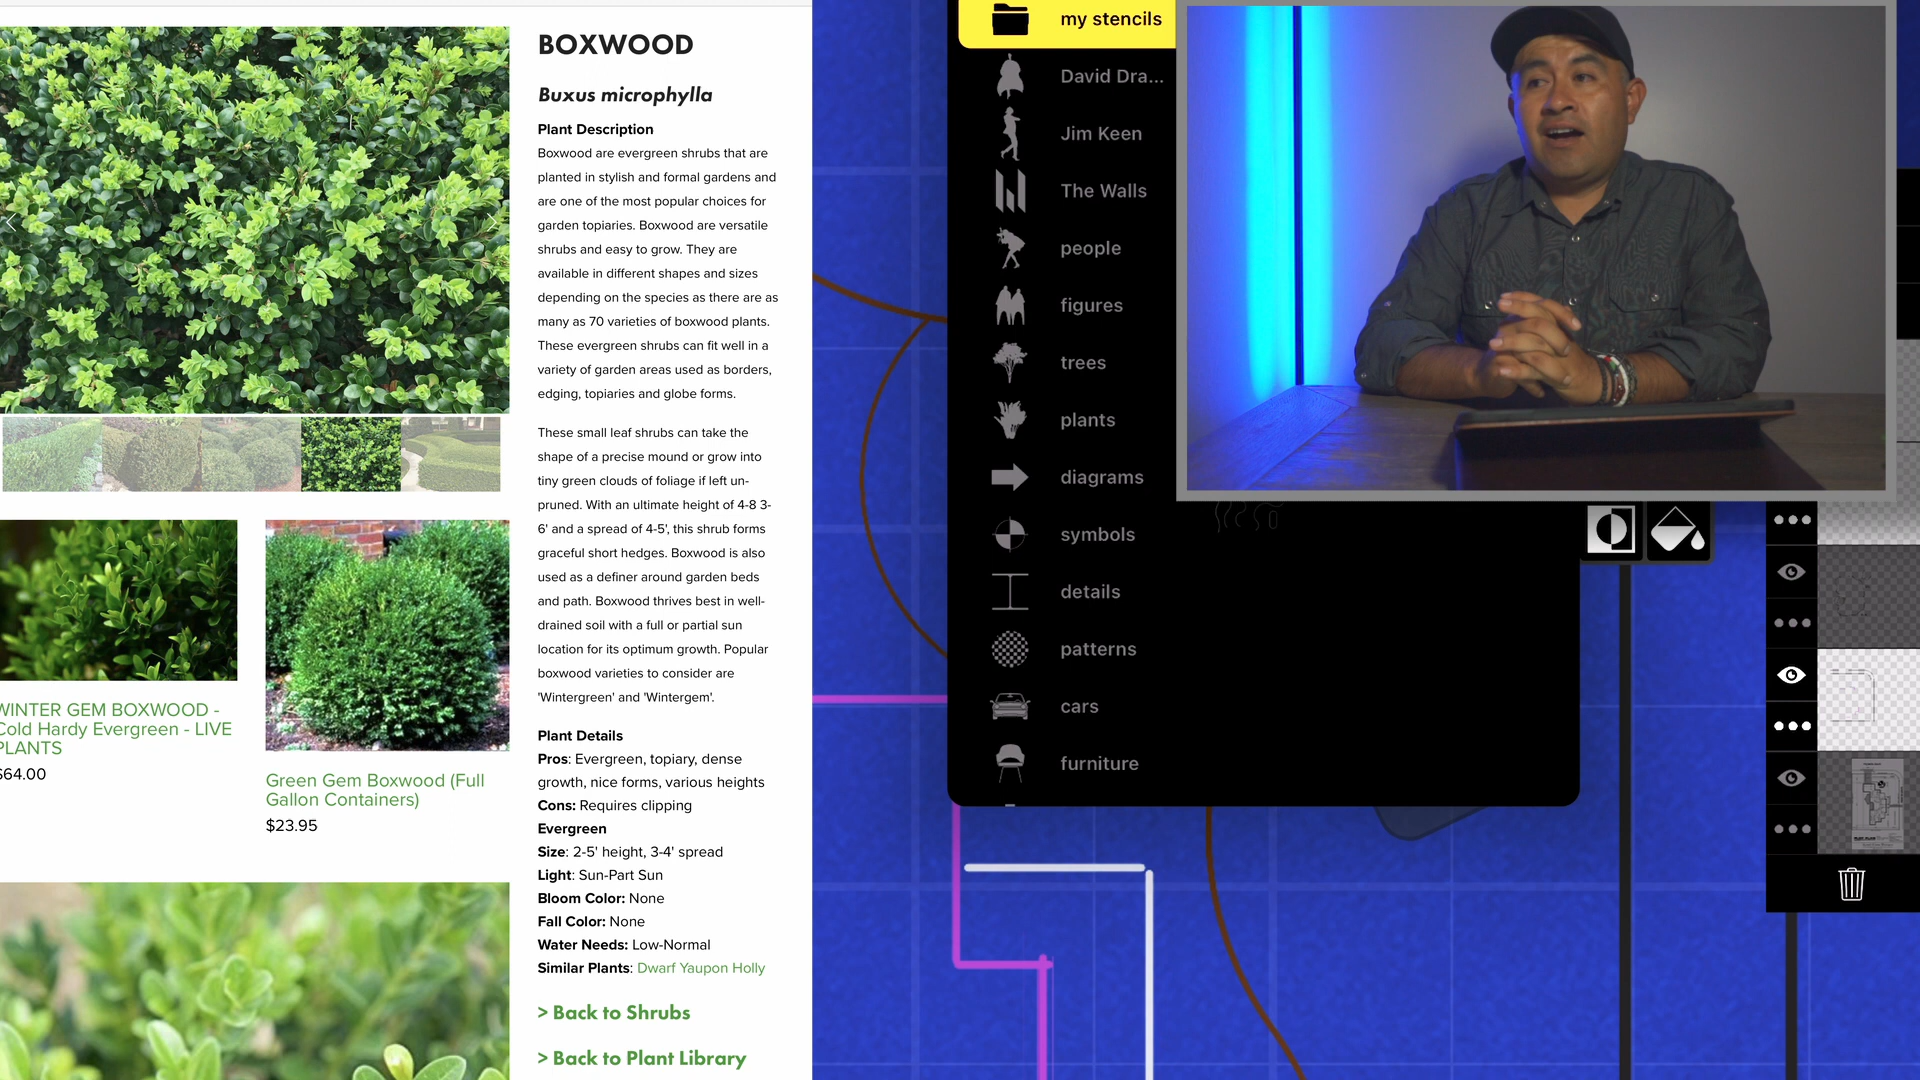 BOXWOOD
Buxus microphylla
Plant Description
Boxwood are evergreen shrubs that are
planted in stylish and formal gardens and
are one of the most popular choices for
garden topiaries. Boxwood are versatile
shrubs and easy to grow. They are
available in different shapes and sizes
depending on the species as there are as
many as 70 varieties of boxwood plants.
These evergreen shrubs can fit well in a
variety of garden areas used as borders,
edging, topiaries and globe forms.
These small leaf shrubs can take the
shape of a precise mound or grow into
tiny green clouds of foliage if left un-
pruned. With an ultimate height of 4-8 3-
6' and a spread of 4-5', this shrub forms
graceful short hedges. Boxwood is also
used as a definer around garden beds
and path. Boxwood thrives best in well-
drained soil with a full or partial sun
location for its optimum growth. Popular
boxwood varieties to consider are
'Wintergreen' and 'Wintergem'.
Plant Details
Pros: Evergreen, topiary, dense
growth, nice forms, various heights
Cons: Requires clipping
Evergreen
Size: 2-5' height, 3-4' spread
Light: Sun-Part Sun
Bloom Color: None
Fall Color: None
Water Needs: Low-Normal
Similar Plants: Dwarf Yaupon Holly
> Back to Shrubs
> Back to Plant Library
WINTER GEM BOXWOOD -
Cold Hardy Evergreen - LIVE
PLANTS
$64.00
Green Gem Boxwood (Full
Gallon Containers)
$23.95
my stencils
David Dra...
Jim Keen
The Walls
people
figures
trees
plants
diagrams
symbols
details
patterns
cars
furniture